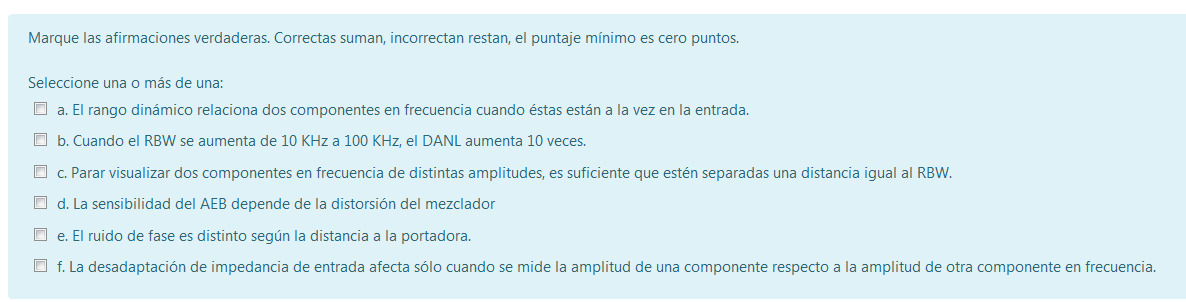 Marque las afirmaciones verdaderas. Correctas suman, incorrectan restan, el puntaje mínimo es cero puntos.
Seleccione una o más de una:
a. El rango dinámico relaciona dos componentes en frecuencia cuando éstas están a la vez en la entrada.
b. Cuando el RBW se aumenta de 10 KHz a 100 KHz, el DANL aumenta 10 veces.
c. Parar visualizar dos componentes en frecuencia de distintas amplitudes, es suficiente que estén separadas una distancia igual al RBW.
d. La sensibilidad del AEB depende de la distorsión del mezclador
e. El ruido de fase es distinto según la distancia a la portadora.
f. La desadaptación de impedancia de entrada afecta sólo cuando se mide la amplitud de una componente respecto a la amplitud de otra componente en frecuencia.